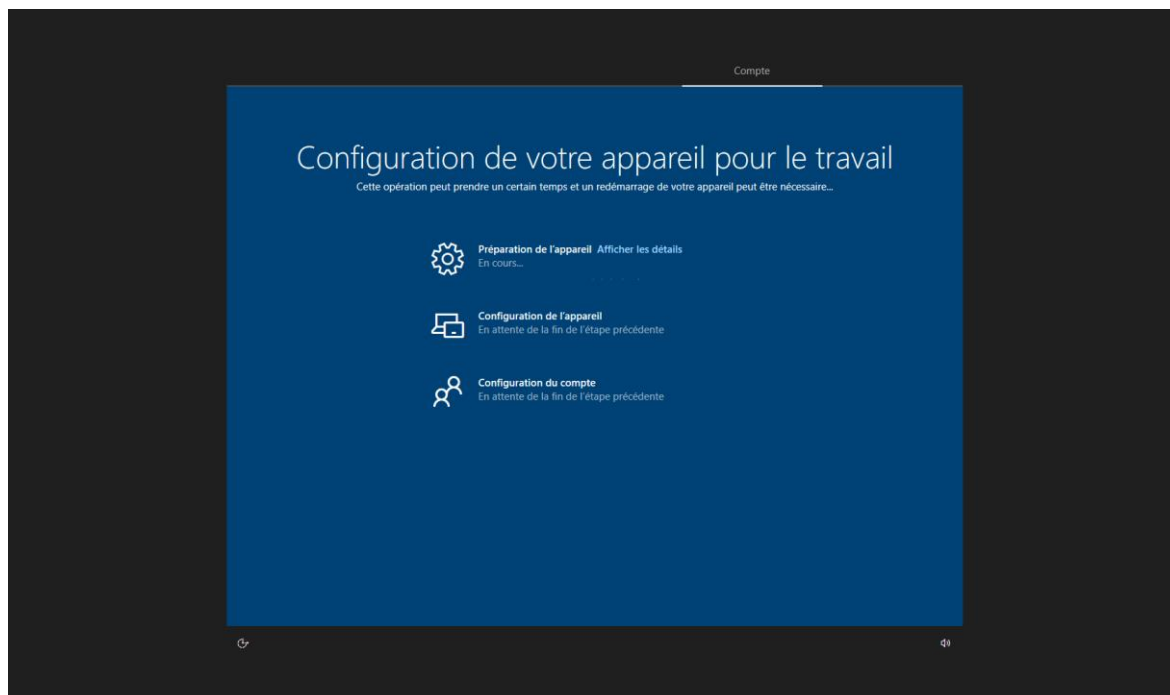 Compte
Configuration de votre appareil pour le travail
Cette opération peut prendre un certain temps et un redémarrage de votre appareil peut être nécessaire...
Préparation de l'appareil Afficher les détails
En cours...
Configuration de l'appareil
En attente de la fin de l'étape précédente
Configuration du compte
En attente de la fin de l'étape précédente